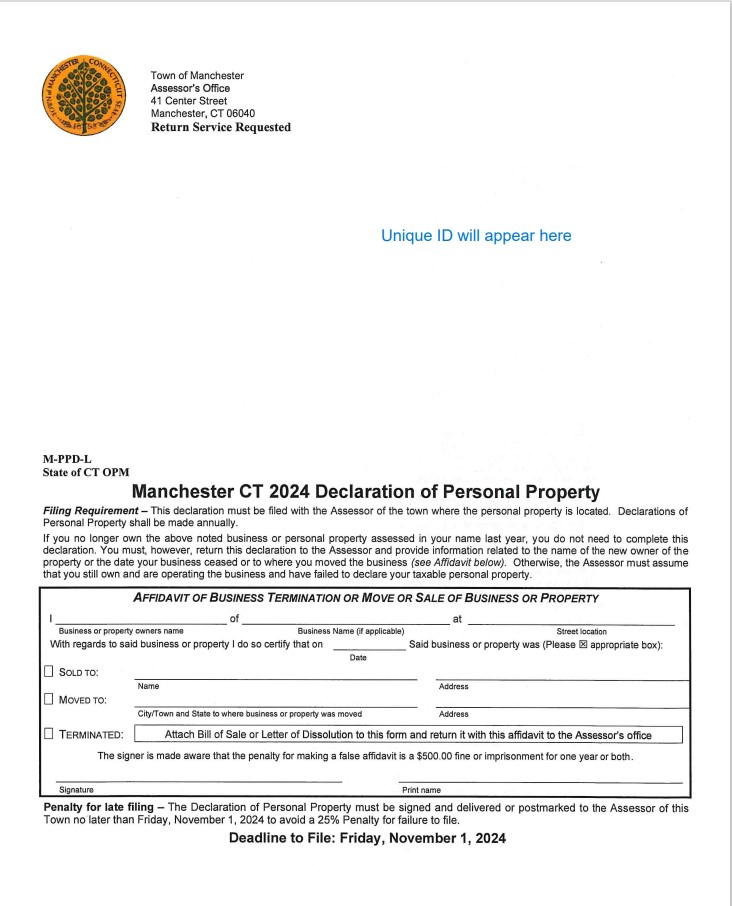 TOWN of MANCHESTER CONNECTICUT SEAL
1823
Town of Manchester
Assessor's Office
41 Center Street
Manchester, CT 06040
Return Service Requested
Unique ID will appear here
M-PPD-L
State of CT OPM
Manchester CT 2024 Declaration of Personal Property
Filing Requirement – This declaration must be filed with the Assessor of the town where the personal property is located. Declarations of
Personal Property shall be made annually.
If you no longer own the above noted business or personal property assessed in your name last year, you do not need to complete this
declaration. You must, however, return this declaration to the Assessor and provide information related to the name of the new owner of the
property or the date your business ceased or to where you moved the business (see Affidavit below). Otherwise, the Assessor must assume
that you still own and are operating the business and have failed to declare your taxable personal property.
AFFIDAVIT OF BUSINESS TERMINATION OR MOVE OR SALE OF BUSINESS OR PROPERTY
I of at
Business or property owners name Business Name (if applicable) Street location
With regards to said business or property I do so certify that on Said business or property was (Please ☒ appropriate box):
Date
☐ SOLD TO:
Name Address
☐ MOVED TO:
City/Town and State to where business or property was moved Address
☐ TERMINATED: Attach Bill of Sale or Letter of Dissolution to this form and return it with this affidavit to the Assessor's office
The signer is made aware that the penalty for making a false affidavit is a $500.00 fine or imprisonment for one year or both.
Signature Print name
Penalty for late filing – The Declaration of Personal Property must be signed and delivered or postmarked to the Assessor of this
Town no later than Friday, November 1, 2024 to avoid a 25% Penalty for failure to file.
Deadline to File: Friday, November 1, 2024